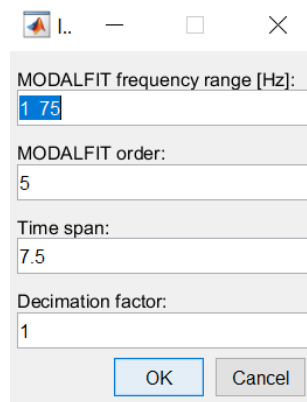 I..
MODALFIT frequency range [Hz]:
1 75
MODALFIT order:
5
Time span:
7.5
Decimation factor:
1
OK Cancel